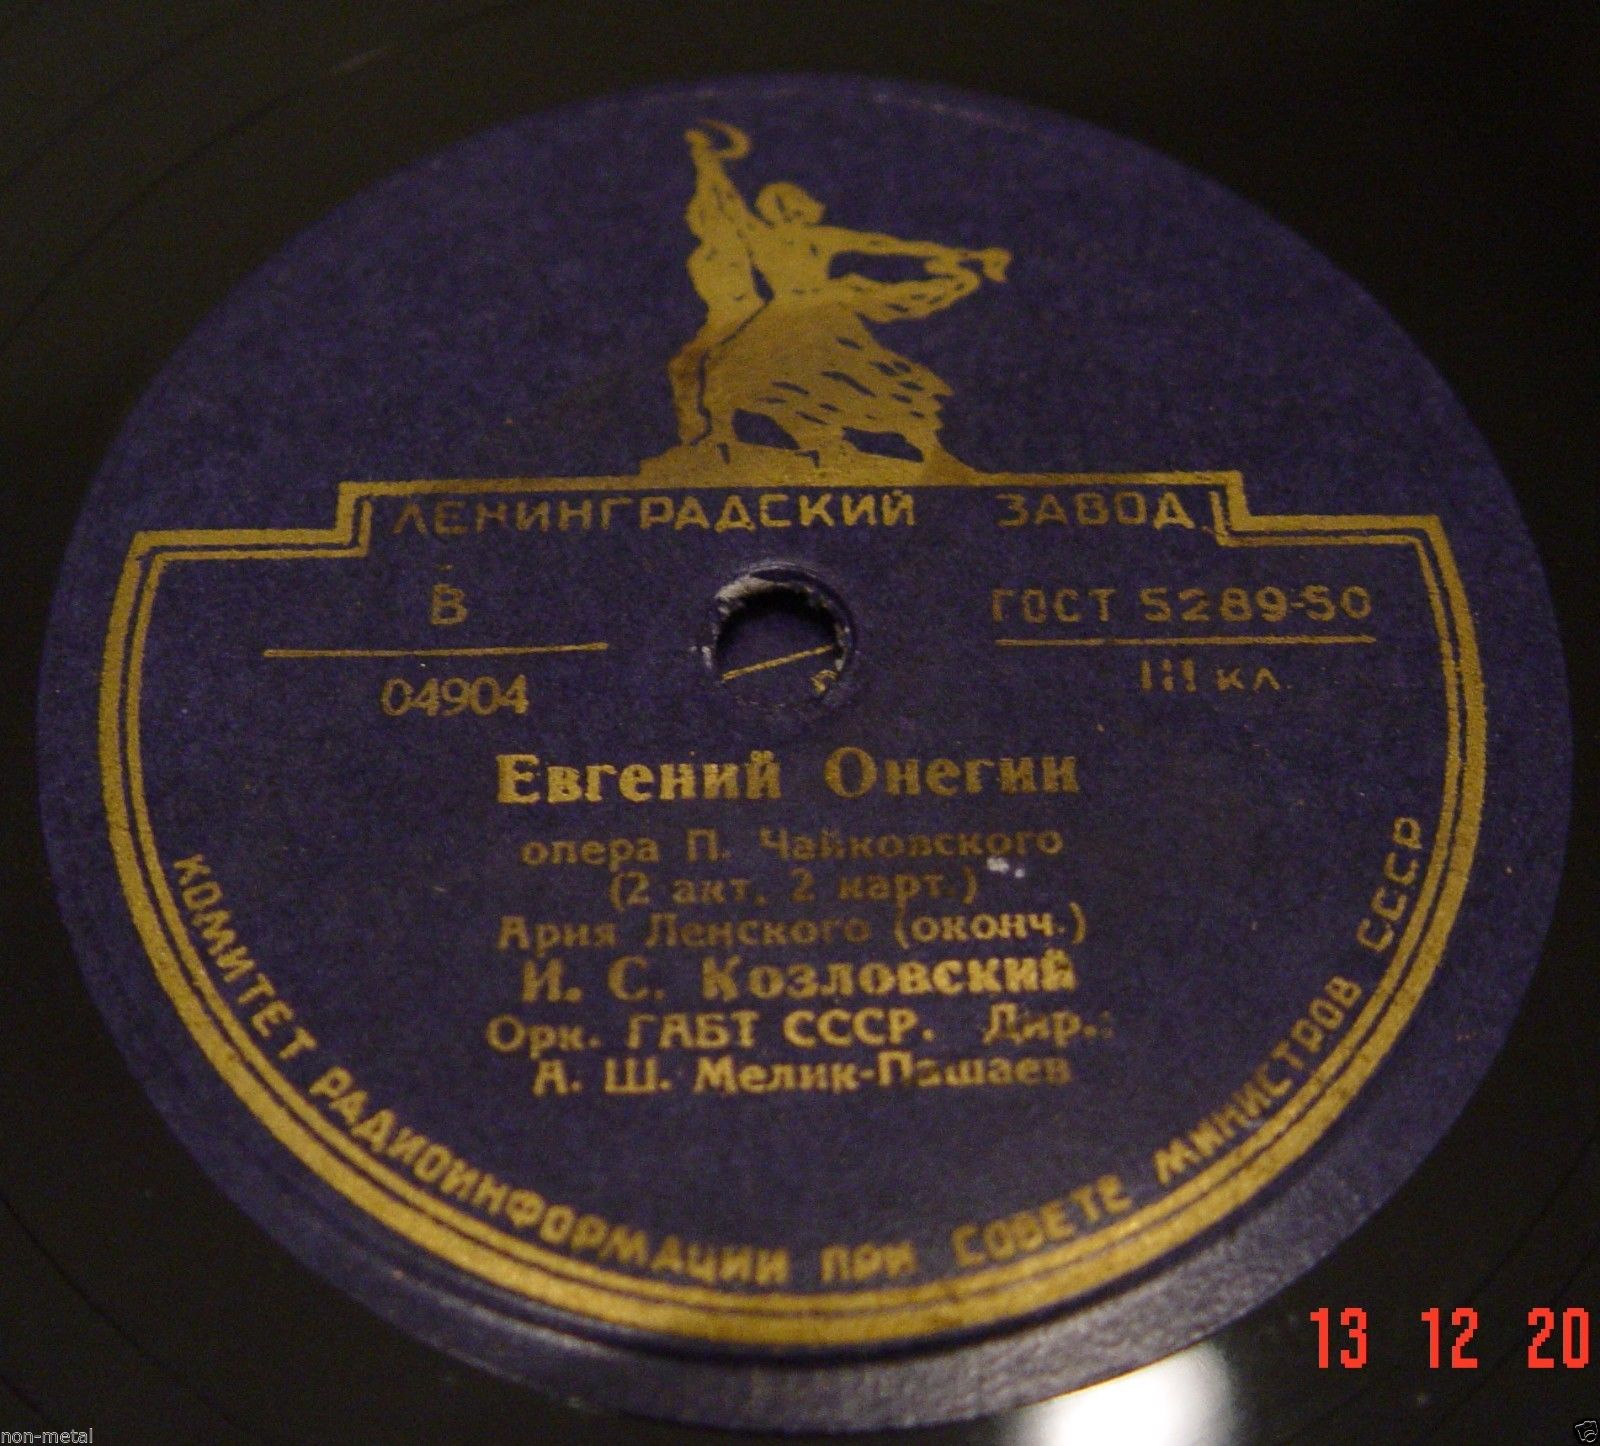 ЛЕНИНГРАДСКИЙ ЗАВОД
В
04904
ГОСТ 5289-50
III кл.
Евгений Онегин
опера П. Чайковского
(2 акт, 2 карт.)
Ария Ленского (оконч.)
И. С. Козловский
Орк. ГАБТ СССР. Дир.:
А. Ш. Мелик-Пашаев
КОМИТЕТ РАДИОИНФОРМАЦИИ ПРИ СОВЕТЕ МИНИСТРОВ СССР
13 12 20
non-metal